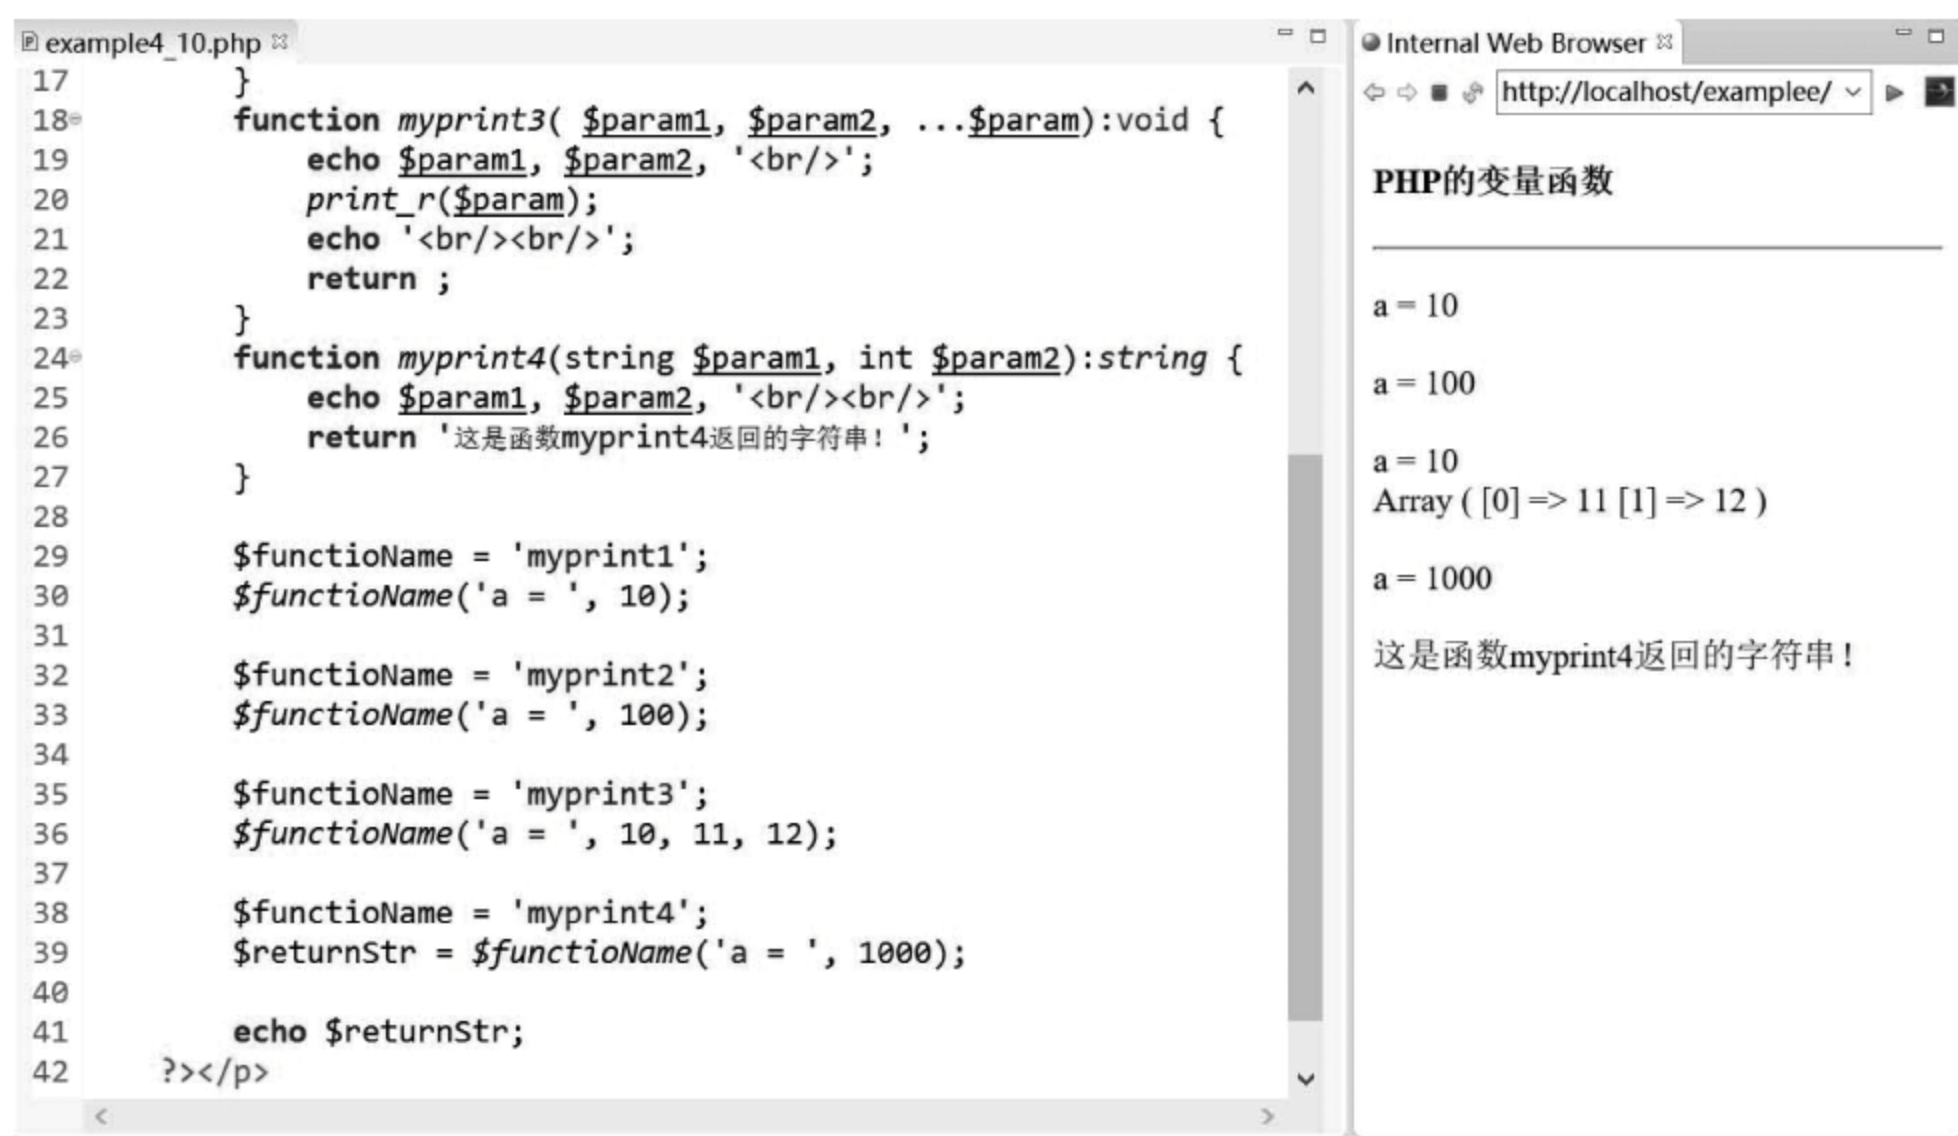 example4_10.php
17 }
18 function myprint3( $param1, $param2, ...$param):void {
19 echo $param1, $param2, '<br/>';
20 print_r($param);
21 echo '<br/><br/>';
22 return ;
23 }
24 function myprint4(string $param1, int $param2):string {
25 echo $param1, $param2, '<br/><br/>';
26 return '这是函数myprint4返回的字符串！';
27 }
28
29 $functioName = 'myprint1';
30 $functioName('a = ', 10);
31
32 $functioName = 'myprint2';
33 $functioName('a = ', 100);
34
35 $functioName = 'myprint3';
36 $functioName('a = ', 10, 11, 12);
37
38 $functioName = 'myprint4';
39 $returnStr = $functioName('a = ', 1000);
40
41 echo $returnStr;
42 ?></p>
Internal Web Browser
http://localhost/examplee/
PHP的变量函数
a = 10
a = 100
a = 10
Array ( [0] => 11 [1] => 12 )
a = 1000
这是函数myprint4返回的字符串！